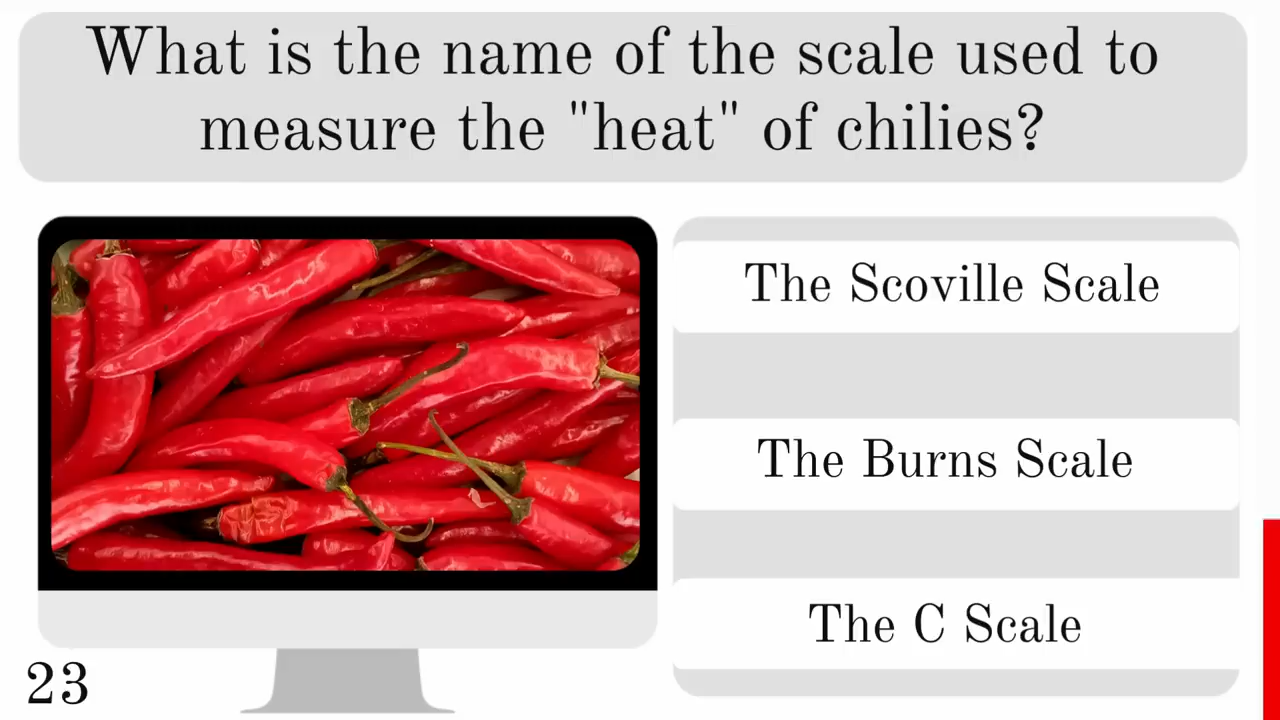 What is the name of the scale used to
measure the "heat" of chilies?
The Scoville Scale
The Burns Scale
The C Scale
23